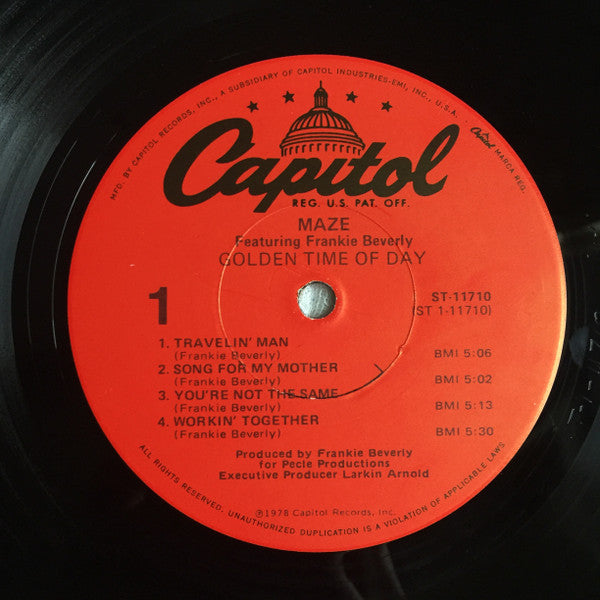 MFD. BY CAPITOL RECORDS, INC., A SUBSIDIARY OF CAPITOL INDUSTRIES-EMI, INC., U.S.A.
Capitol MARCA REG.
Capitol
REG. U.S. PAT. OFF.
MAZE
Featuring Frankie Beverly
GOLDEN TIME OF DAY
1
ST-11710
(ST 1-11710)
1. TRAVELIN' MAN
(Frankie Beverly) BMI 5:06
2. SONG FOR MY MOTHER
(Frankie Beverly) BMI 5:02
3. YOU'RE NOT THE SAME
(Frankie Beverly) BMI 5:13
4. WORKIN' TOGETHER
(Frankie Beverly) BMI 5:30
Produced by Frankie Beverly
for Pecle Productions
Executive Producer Larkin Arnold
℗1978 Capitol Records, Inc.
ALL RIGHTS RESERVED. UNAUTHORIZED DUPLICATION IS A VIOLATION OF APPLICABLE LAWS